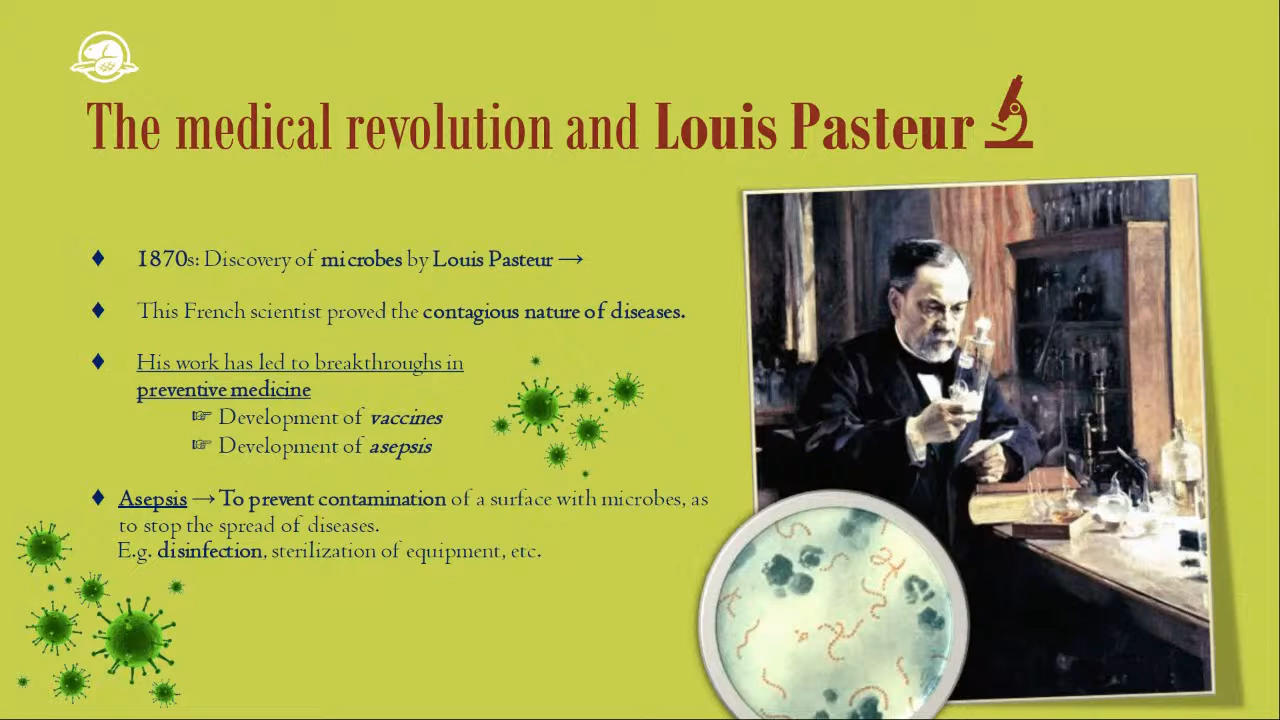 The medical revolution and Louis Pasteur
1870s: Discovery of microbes by Louis Pasteur →
This French scientist proved the contagious nature of diseases.
His work has led to breakthroughs in
preventive medicine
☞ Development of vaccines
☞ Development of asepsis
Asepsis → To prevent contamination of a surface with microbes, as
to stop the spread of diseases.
E.g. disinfection, sterilization of equipment, etc.